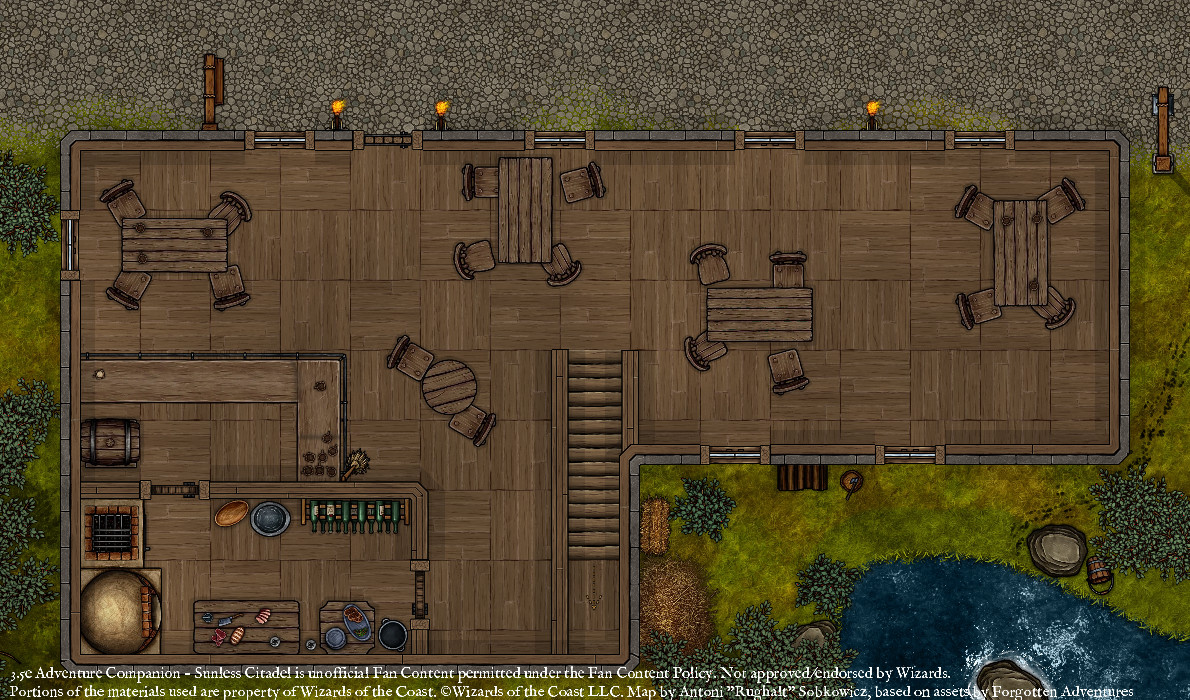 3.5e Adventure Companion - Sunless Citadel is unofficial Fan Content permitted under the Fan Content Policy. Not approved/endorsed by Wizards.
Portions of the materials used are property of Wizards of the Coast. ©Wizards of the Coast LLC. Map by Antoni "Rughalt" Sobkowicz, based on assets by Forgotten Adventures